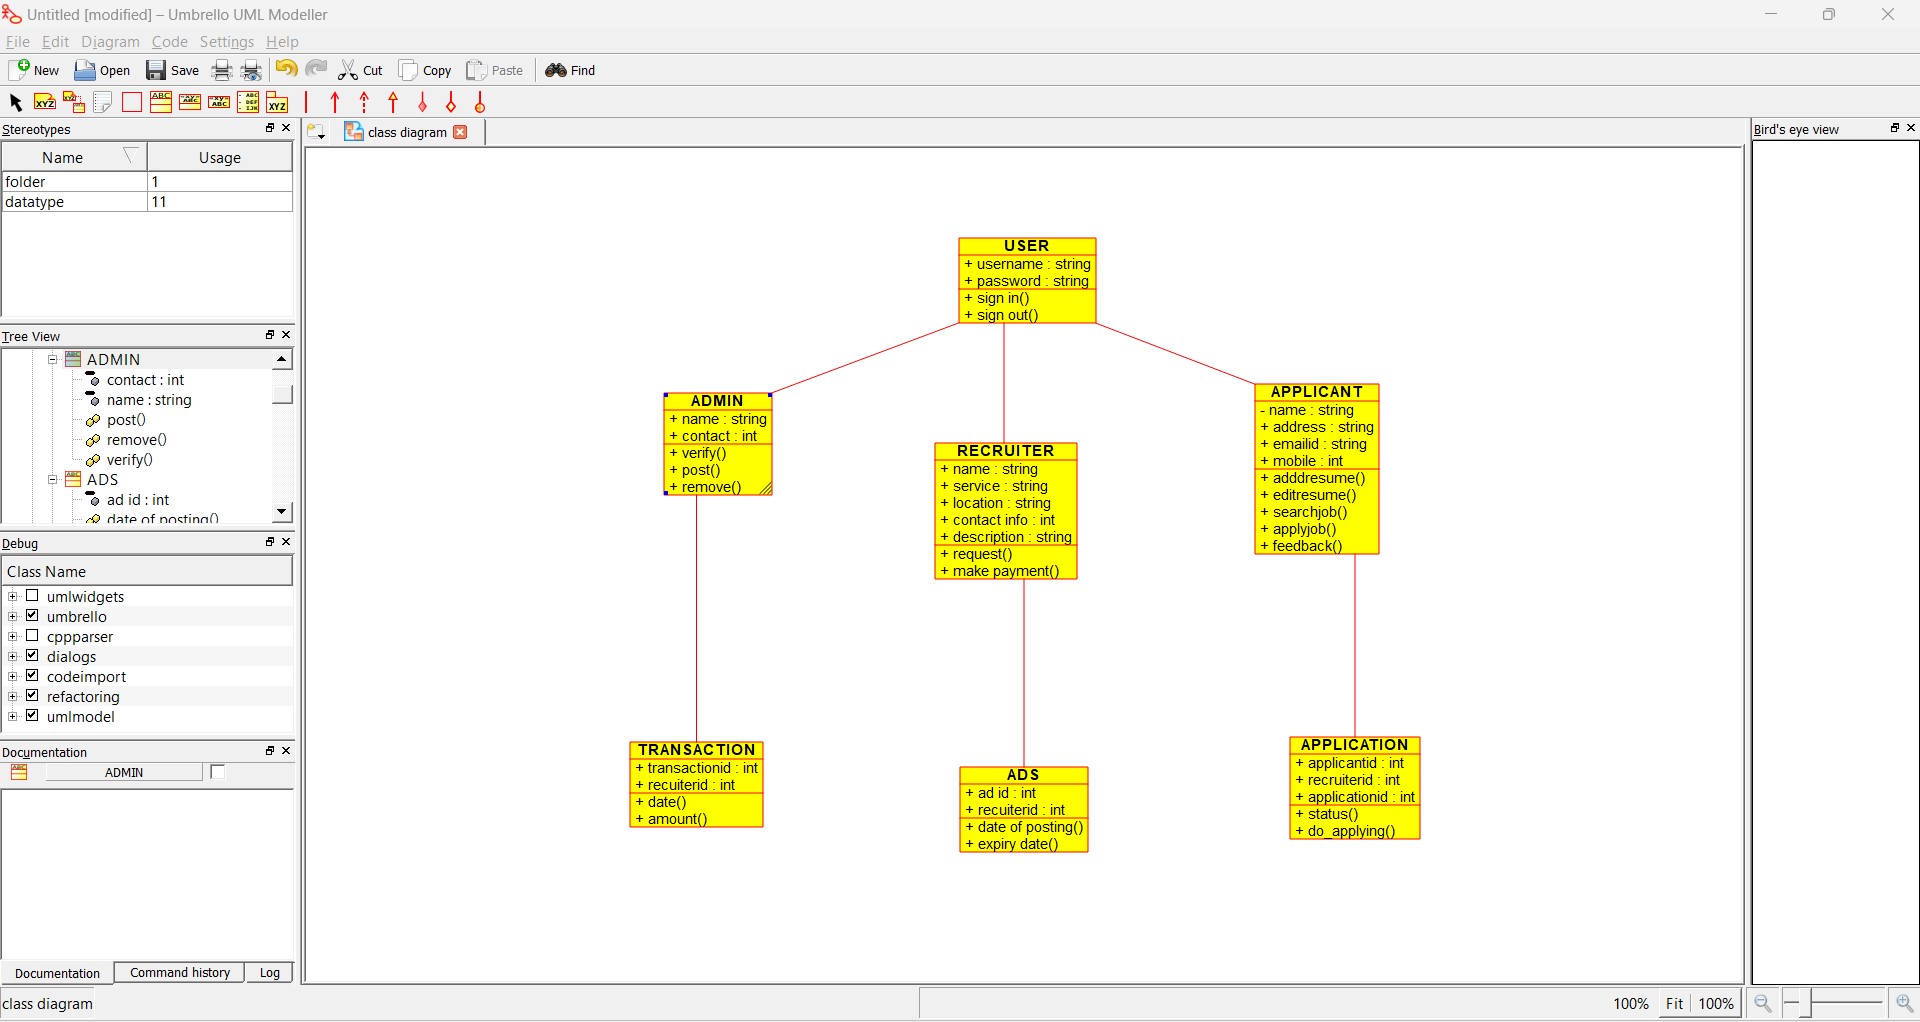 Untitled [modified] – Umbrello UML Modeller
File Edit Diagram Code Settings Help
New Open Save Cut Copy Paste Find
Stereotypes
Name Usage
folder 1
datatype 11
Tree View
ADMIN
contact : int
name : string
post()
remove()
verify()
ADS
ad id : int
date of posting()
Debug
Class Name
umlwidgets
umbrello
cppparser
dialogs
codeimport
refactoring
umlmodel
Documentation
ADMIN
Documentation Command history Log
class diagram
class diagram
USER
+ username : string
+ password : string
+ sign in()
+ sign out()
ADMIN
+ name : string
+ contact : int
+ verify()
+ post()
+ remove()
RECRUITER
+ name : string
+ service : string
+ location : string
+ contact info : int
+ description : string
+ request()
+ make payment()
APPLICANT
- name : string
+ address : string
+ emailid : string
+ mobile : int
+ adddresume()
+ editresume()
+ searchjob()
+ applyjob()
+ feedback()
TRANSACTION
+ transactionid : int
+ recuiterid : int
+ date()
+ amount()
ADS
+ ad id : int
+ recuiterid : int
+ date of posting()
+ expiry date()
APPLICATION
+ applicantid : int
+ recruiterid : int
+ applicationid : int
+ status()
+ do_applying()
Bird's eye view
100% Fit 100%